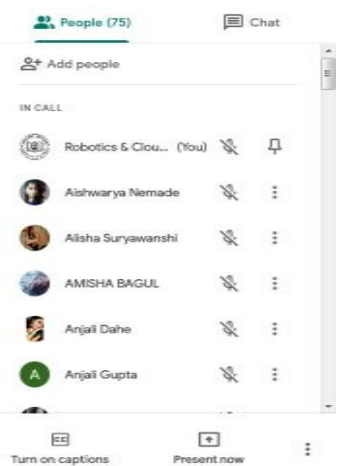 People (75) Chat
Add people
IN CALL
Robotics & Clou... (You)
Aishwarya Nemade
Alisha Suryawanshi
AMISHA BAGUL
Anjali Dahe
A Anjali Gupta
CC
Turn on captions Present now